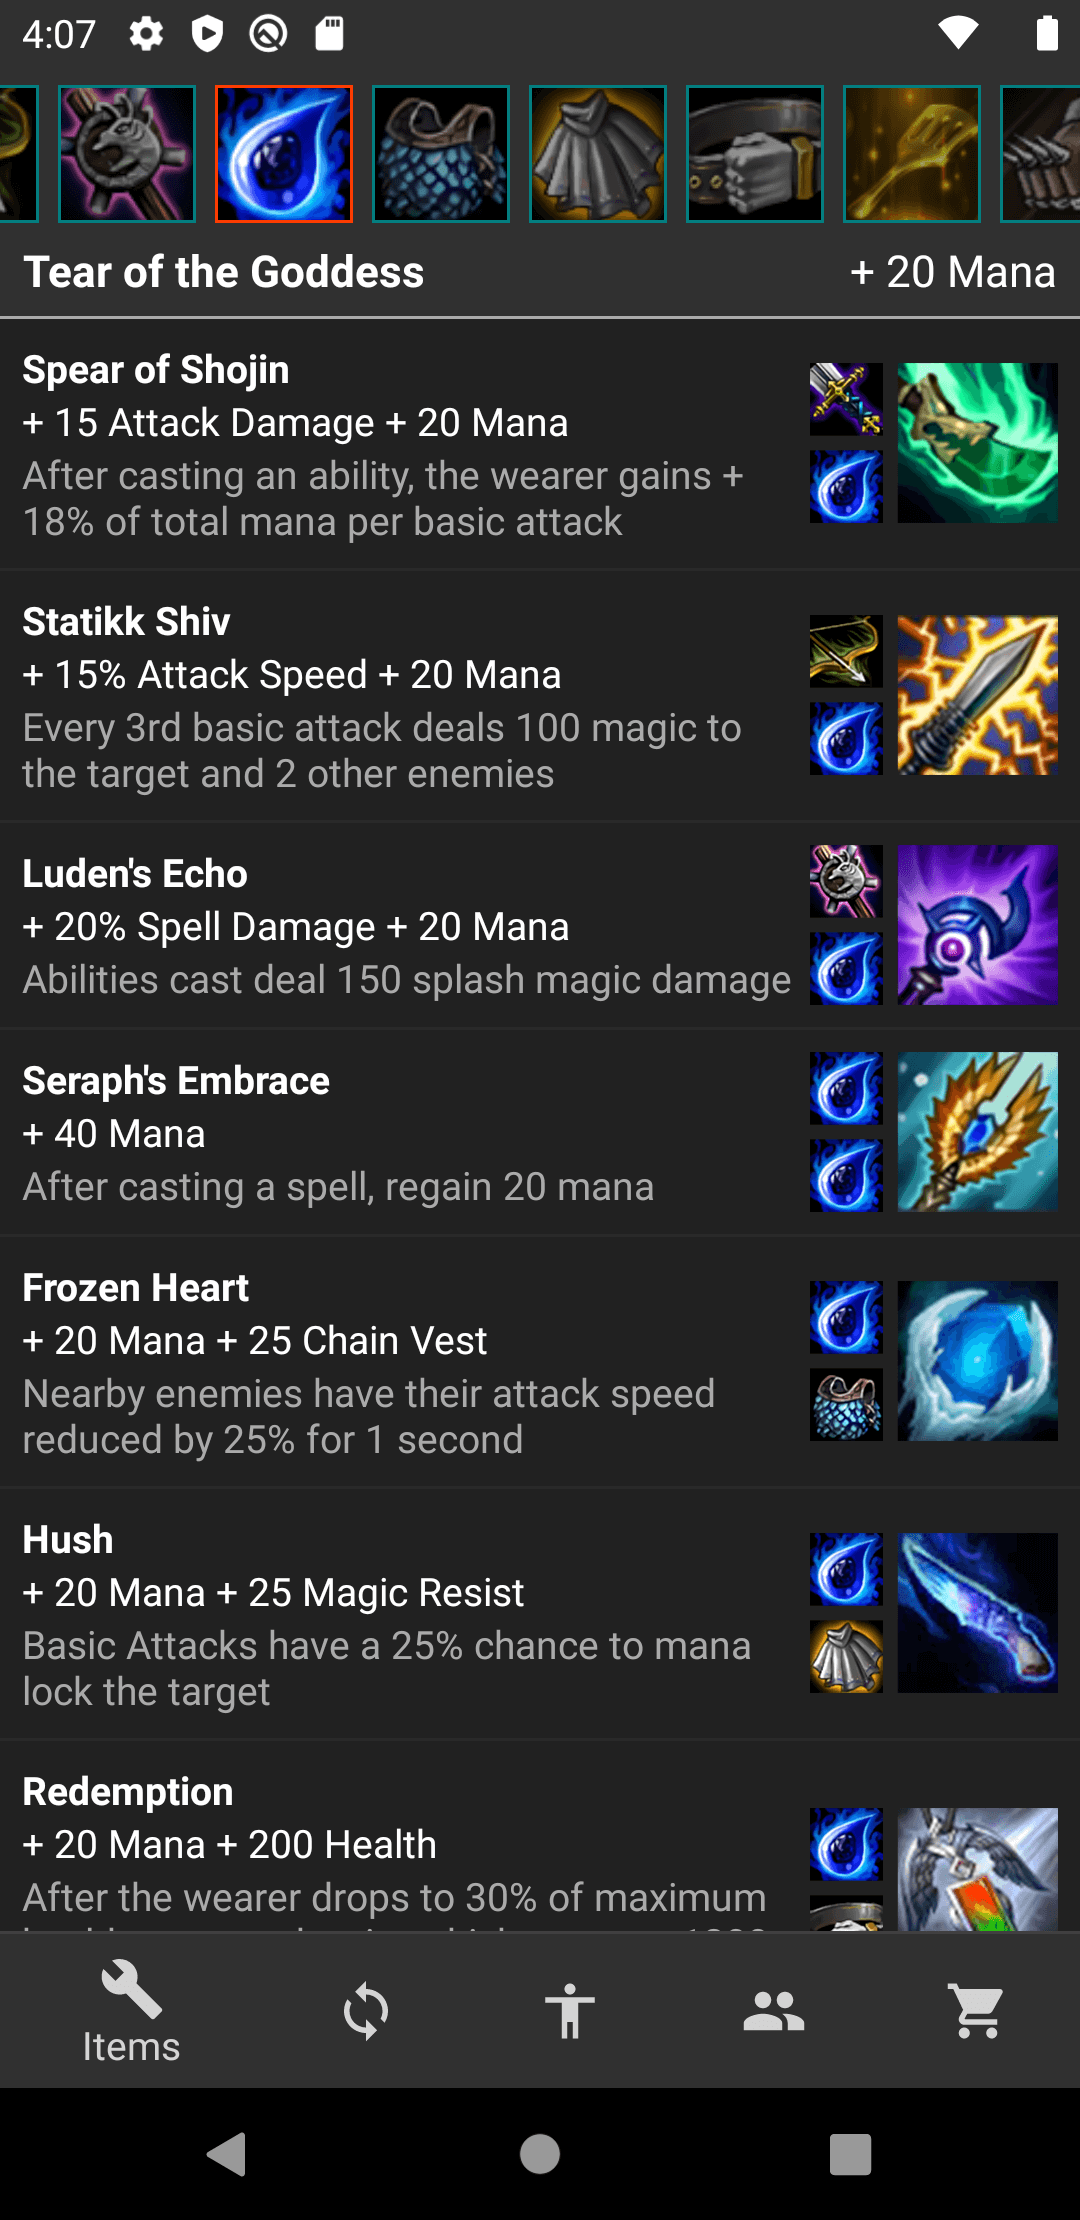 4:07
Tear of the Goddess + 20 Mana
Spear of Shojin
+ 15 Attack Damage + 20 Mana
After casting an ability, the wearer gains +
18% of total mana per basic attack
Statikk Shiv
+ 15% Attack Speed + 20 Mana
Every 3rd basic attack deals 100 magic to
the target and 2 other enemies
Luden's Echo
+ 20% Spell Damage + 20 Mana
Abilities cast deal 150 splash magic damage
Seraph's Embrace
+ 40 Mana
After casting a spell, regain 20 mana
Frozen Heart
+ 20 Mana + 25 Chain Vest
Nearby enemies have their attack speed
reduced by 25% for 1 second
Hush
+ 20 Mana + 25 Magic Resist
Basic Attacks have a 25% chance to mana
lock the target
Redemption
+ 20 Mana + 200 Health
After the wearer drops to 30% of maximum
Items